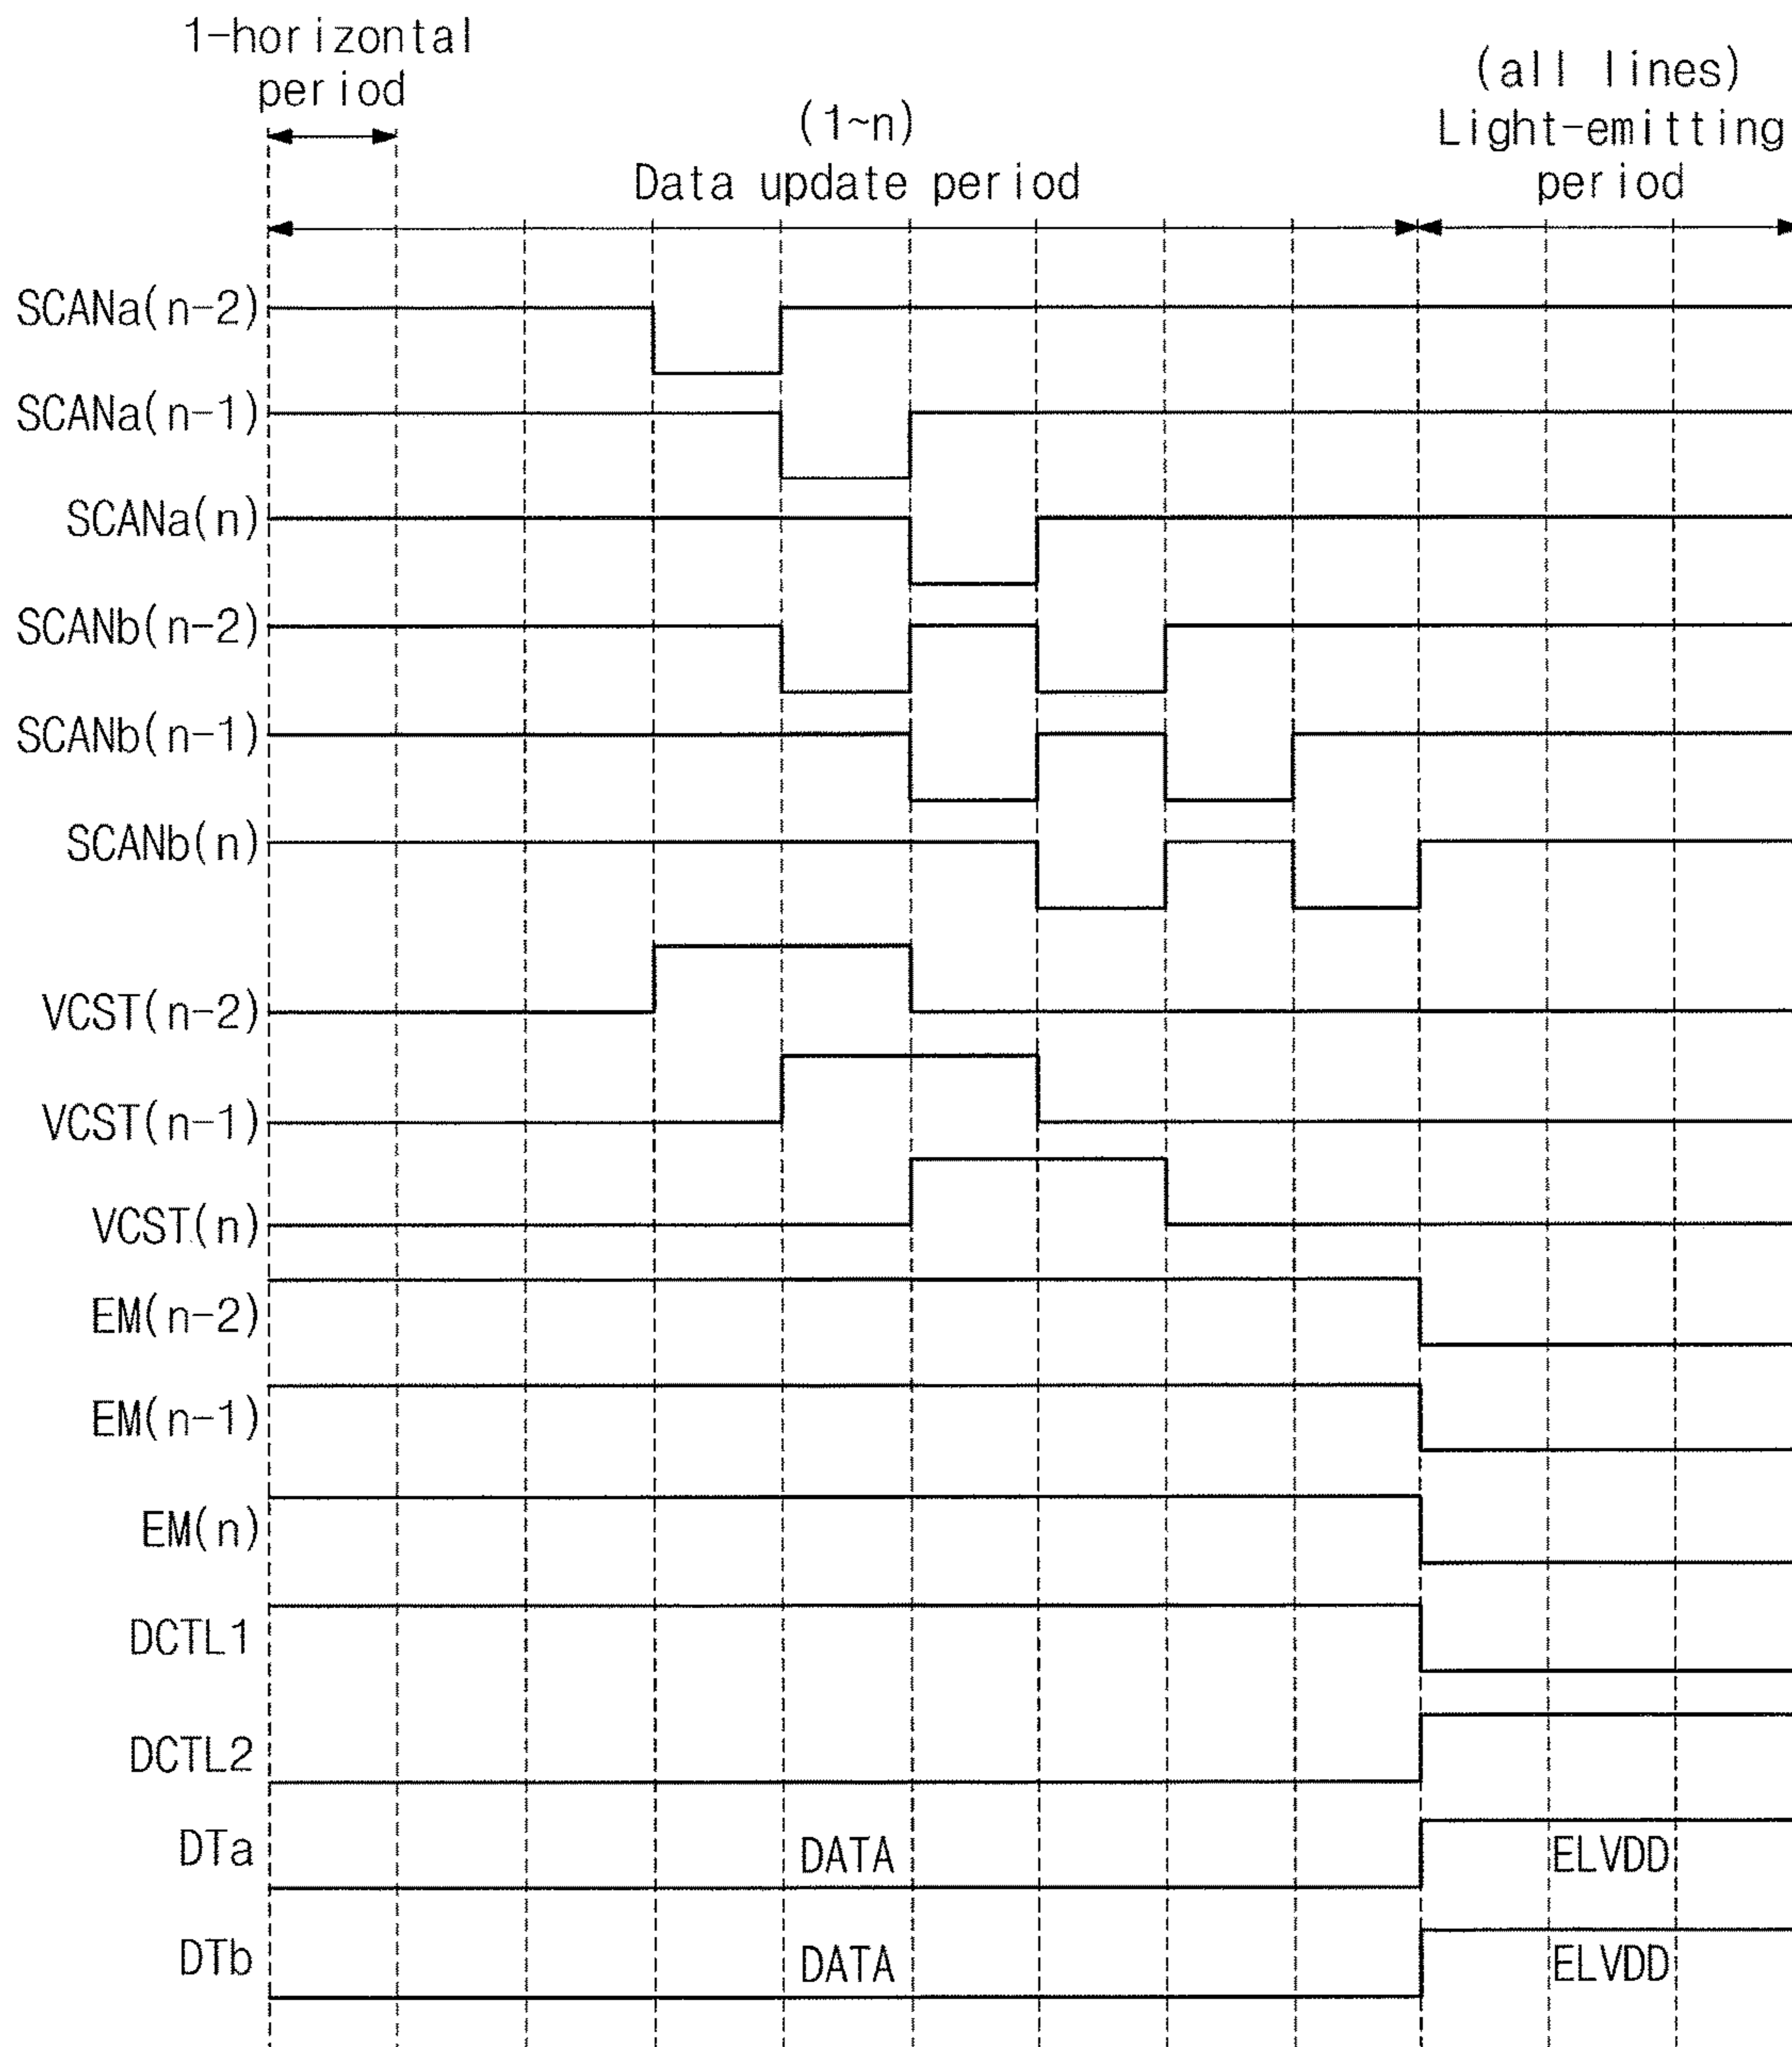 1-horizontal
period
(1~n)
Data update period
(all lines)
Light-emitting
period
SCANa(n-2)
SCANa(n-1)
SCANa(n)
SCANb(n-2)
SCANb(n-1)
SCANb(n)
VCST(n-2)
VCST(n-1)
VCST(n)
EM(n-2)
EM(n-1)
EM(n)
DCTL1
DCTL2
DTa DATA ELVDD
DTb DATA ELVDD